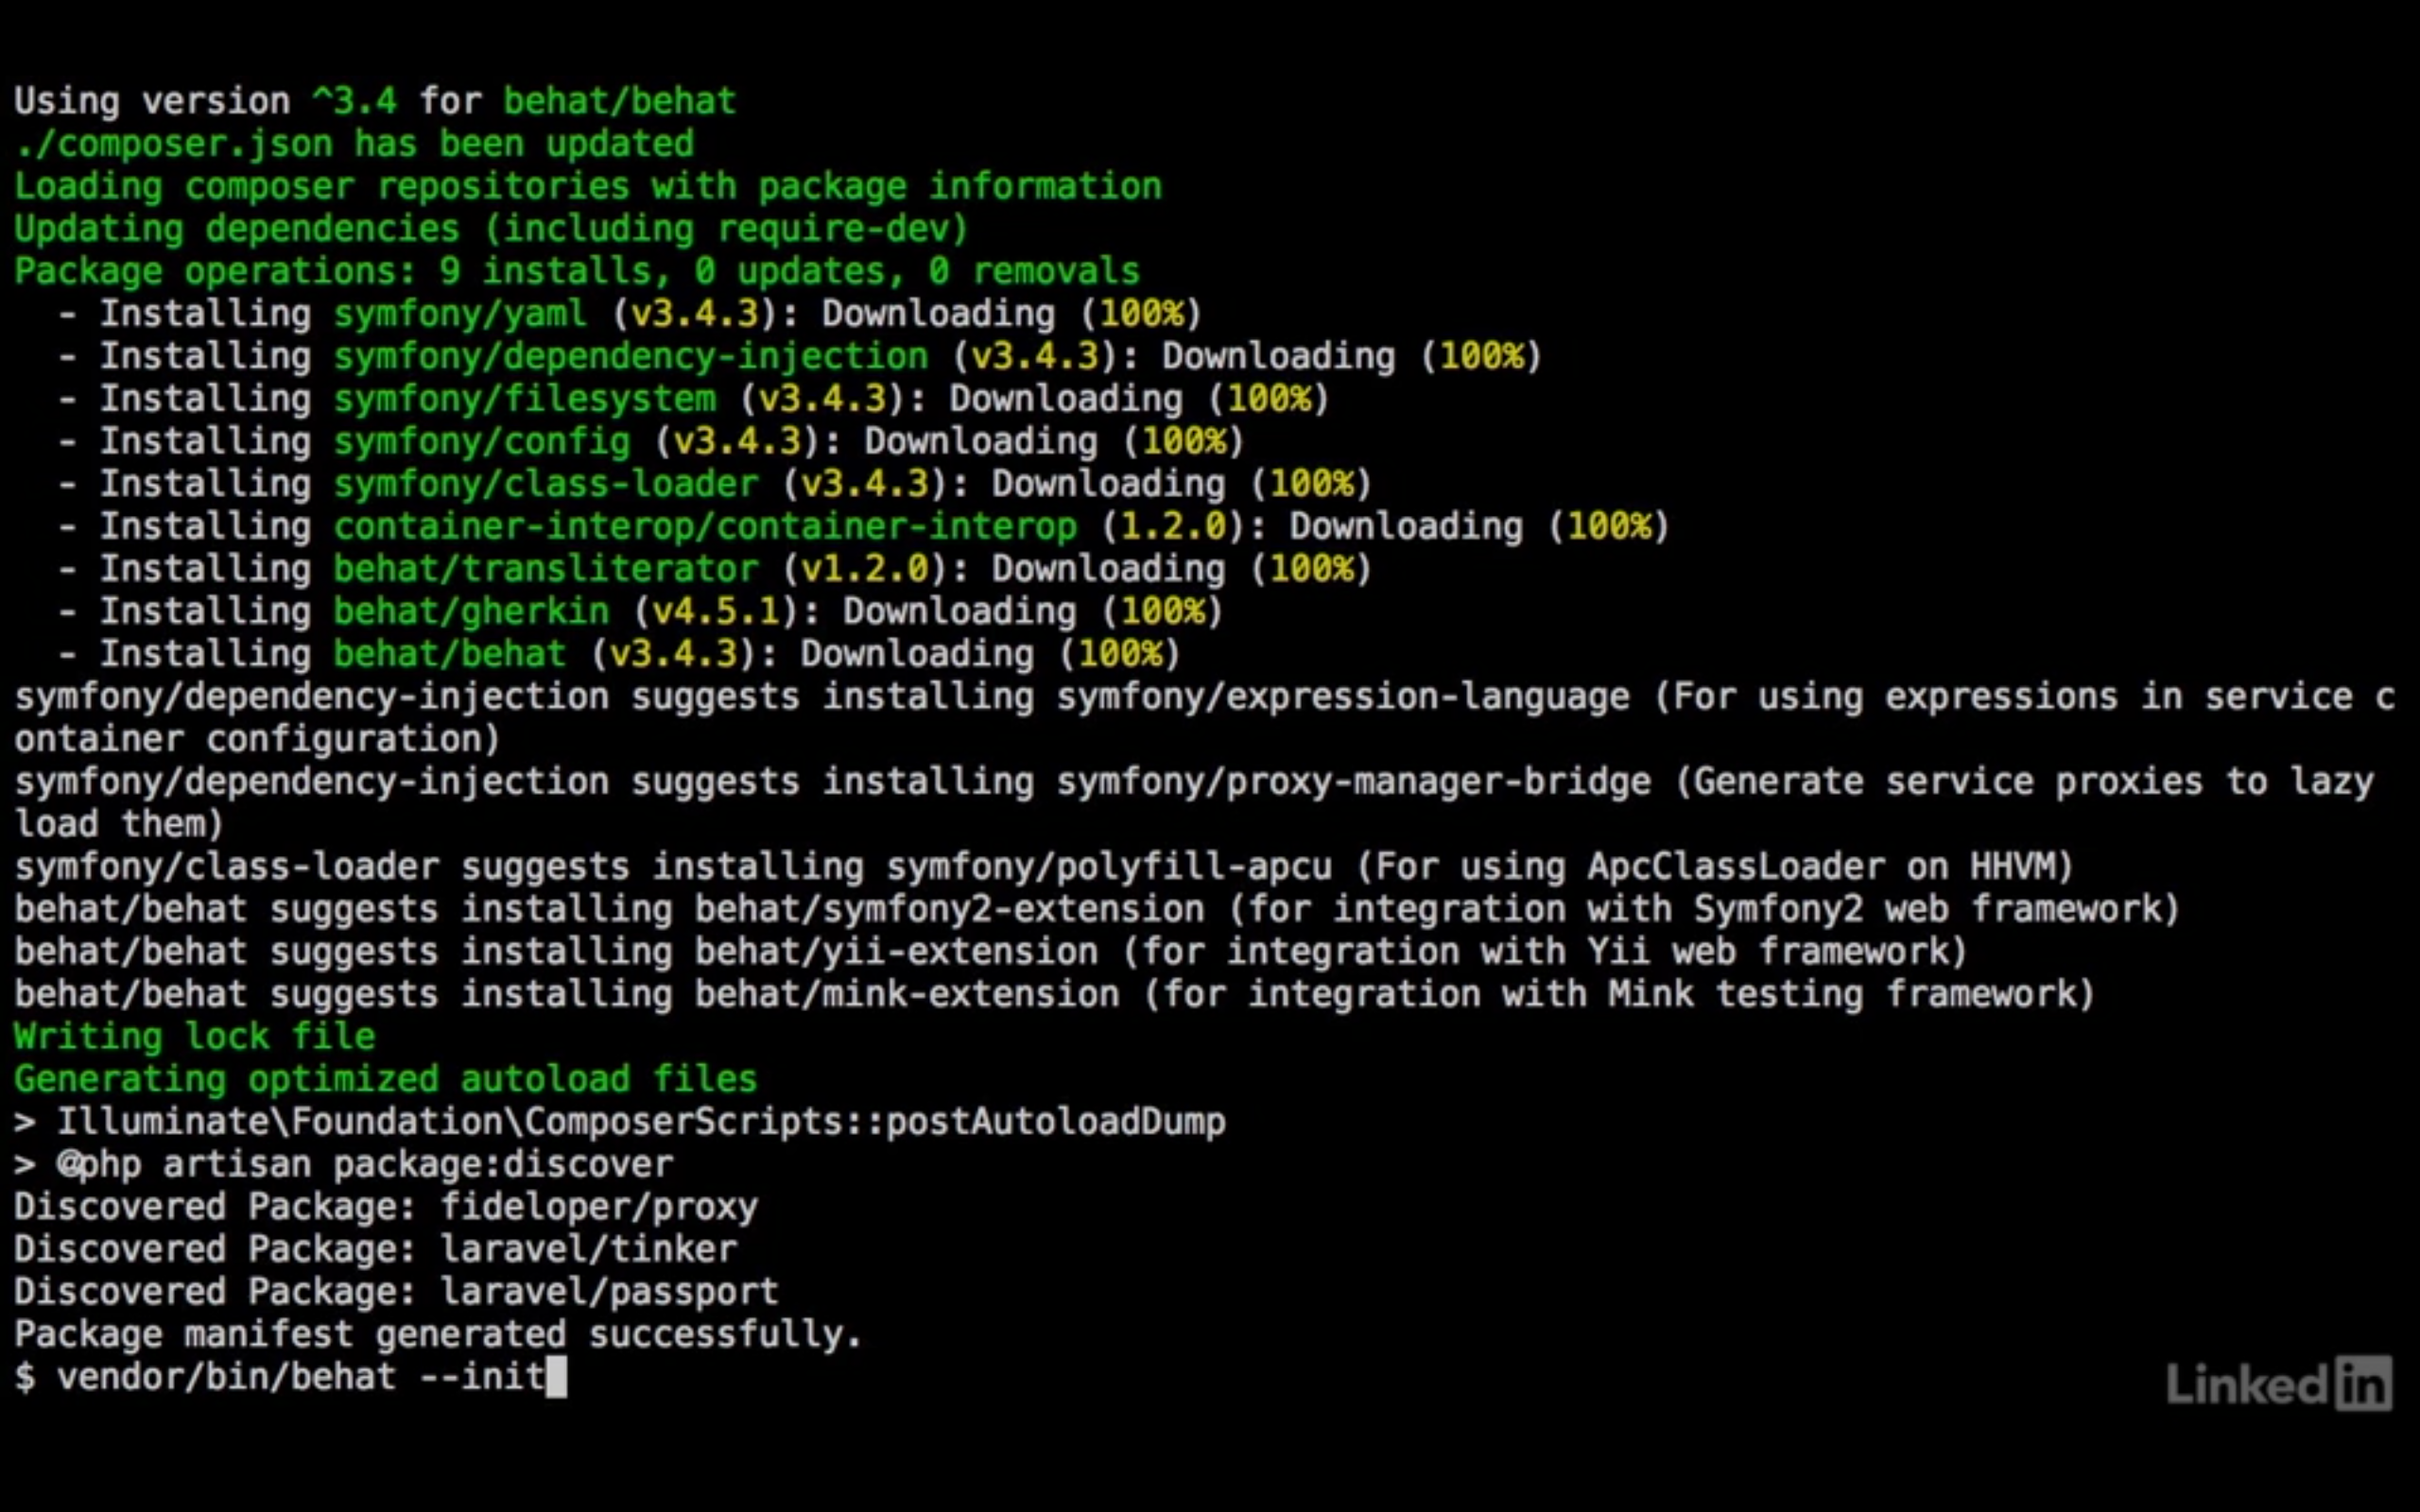 Using version ^3.4 for behat/behat
./composer.json has been updated
Loading composer repositories with package information
Updating dependencies (including require-dev)
Package operations: 9 installs, 0 updates, 0 removals
  - Installing symfony/yaml (v3.4.3): Downloading (100%)
  - Installing symfony/dependency-injection (v3.4.3): Downloading (100%)
  - Installing symfony/filesystem (v3.4.3): Downloading (100%)
  - Installing symfony/config (v3.4.3): Downloading (100%)
  - Installing symfony/class-loader (v3.4.3): Downloading (100%)
  - Installing container-interop/container-interop (1.2.0): Downloading (100%)
  - Installing behat/transliterator (v1.2.0): Downloading (100%)
  - Installing behat/gherkin (v4.5.1): Downloading (100%)
  - Installing behat/behat (v3.4.3): Downloading (100%)
symfony/dependency-injection suggests installing symfony/expression-language (For using expressions in service c
ontainer configuration)
symfony/dependency-injection suggests installing symfony/proxy-manager-bridge (Generate service proxies to lazy
load them)
symfony/class-loader suggests installing symfony/polyfill-apcu (For using ApcClassLoader on HHVM)
behat/behat suggests installing behat/symfony2-extension (for integration with Symfony2 web framework)
behat/behat suggests installing behat/yii-extension (for integration with Yii web framework)
behat/behat suggests installing behat/mink-extension (for integration with Mink testing framework)
Writing lock file
Generating optimized autoload files
> Illuminate\Foundation\ComposerScripts::postAutoloadDump
> @php artisan package:discover
Discovered Package: fideloper/proxy
Discovered Package: laravel/tinker
Discovered Package: laravel/passport
Package manifest generated successfully.
$ vendor/bin/behat --init
Linked in